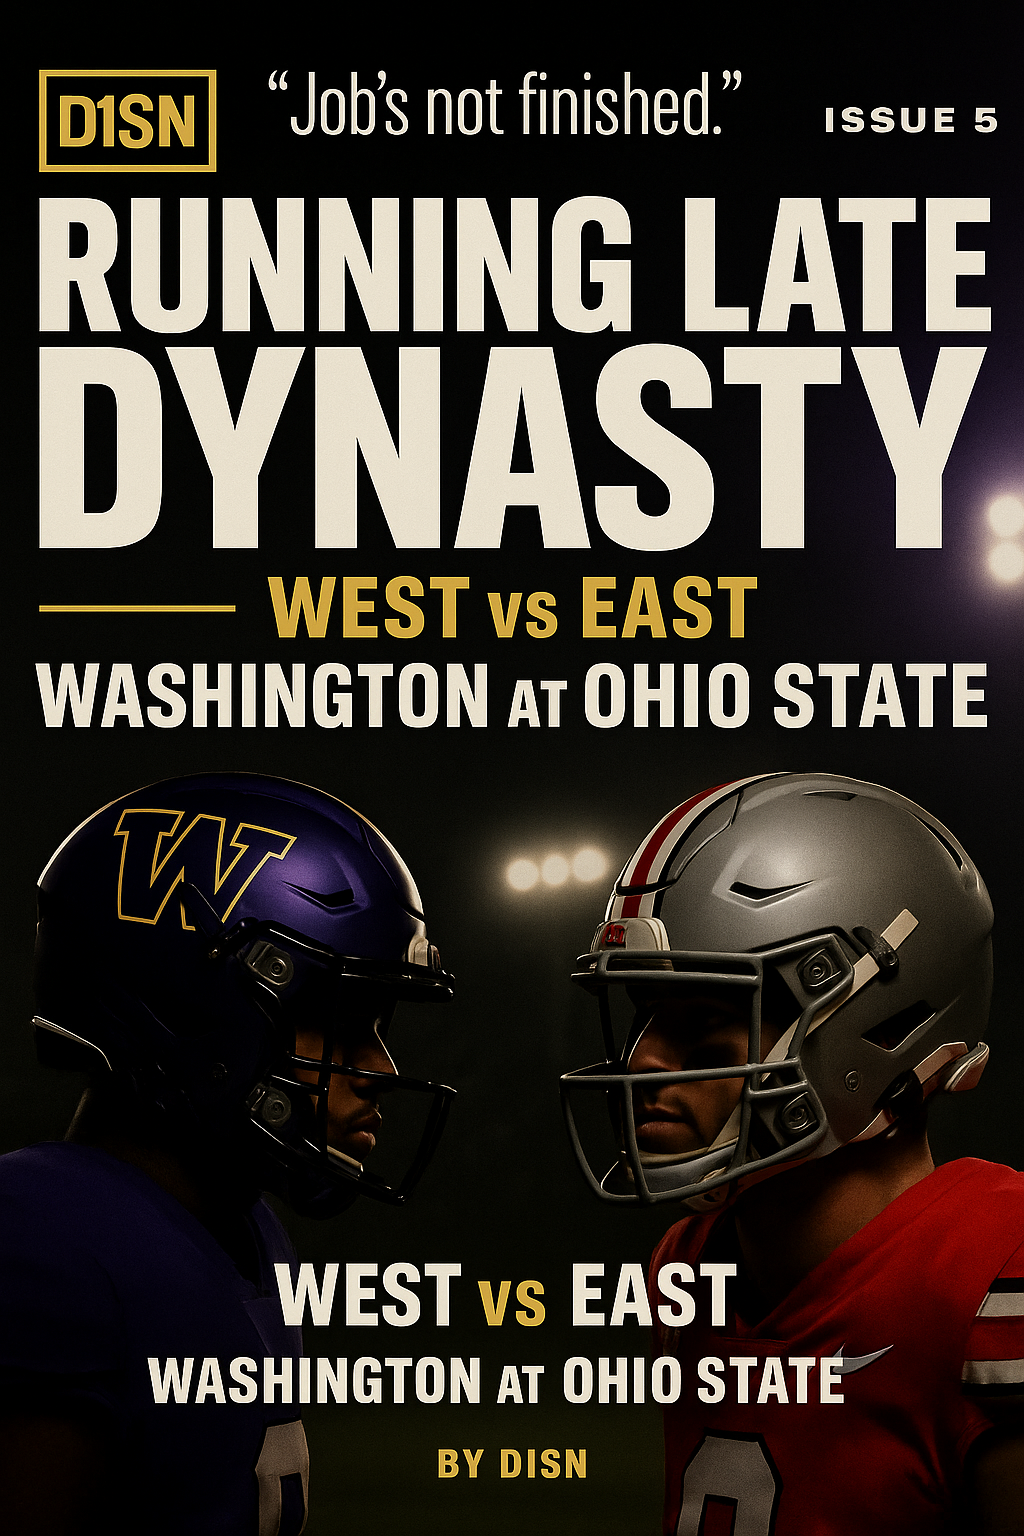 D1SN
“Job’s not finished.”
ISSUE 5
RUNNING LATE
DYNASTY
WEST VS EAST
WASHINGTON AT OHIO STATE
W
WEST VS EAST
WASHINGTON AT OHIO STATE
BY DISN